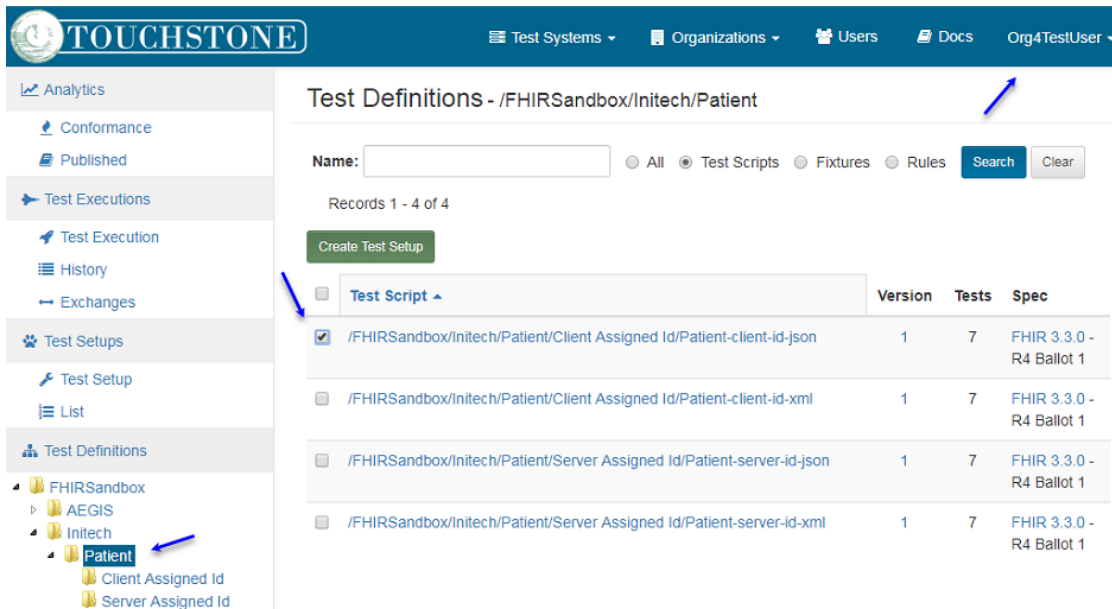 TOUCHSTONE
Test Systems
Organizations
Users
Docs
Org4TestUser
Analytics
Conformance
Published
Test Executions
Test Execution
History
Exchanges
Test Setups
Test Setup
List
Test Definitions
FHIRSandbox
AEGIS
Initech
Patient
Client Assigned Id
Server Assigned Id
Test Definitions - /FHIRSandbox/Initech/Patient
Name: All Test Scripts Fixtures Rules Search Clear
Records 1 - 4 of 4
Create Test Setup
Test Script Version Tests Spec
/FHIRSandbox/Initech/Patient/Client Assigned Id/Patient-client-id-json 1 7 FHIR 3.3.0 -
R4 Ballot 1
/FHIRSandbox/Initech/Patient/Client Assigned Id/Patient-client-id-xml 1 7 FHIR 3.3.0 -
R4 Ballot 1
/FHIRSandbox/Initech/Patient/Server Assigned Id/Patient-server-id-json 1 7 FHIR 3.3.0 -
R4 Ballot 1
/FHIRSandbox/Initech/Patient/Server Assigned Id/Patient-server-id-xml 1 7 FHIR 3.3.0 -
R4 Ballot 1